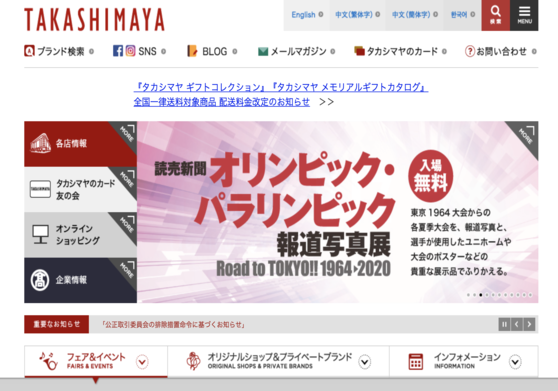 TAKASHIMAYA
English 中文(繁体字) 中文(簡体字) 한국어 検索 MENU
ブランド検索 SNS BLOG メールマガジン タカシマヤのカード お問い合わせ
『タカシマヤ ギフトコレクション』『タカシマヤ メモリアルギフトカタログ』
全国一律送料対象商品 配送料金改定のお知らせ >>
各店情報 MORE
タカシマヤのカード
友の会 MORE
オンライン
ショッピング MORE
企業情報 MORE
MORE
読売新聞 オリンピック・
パラリンピック
報道写真展
Road to TOKYO!! 1964▶2020
入場
無料
東京 1964 大会からの
各夏季大会を、報道写真と、
選手が使用したユニホームや
大会のポスターなどの
貴重な展示品でふりかえる。
重要なお知らせ 「公正取引委員会の排除措置命令に基づくお知らせ」
フェア&イベント
FAIRS & EVENTS
オリジナルショップ&プライベートブランド
ORIGINAL SHOPS & PRIVATE BRANDS
インフォメーション
INFORMATION